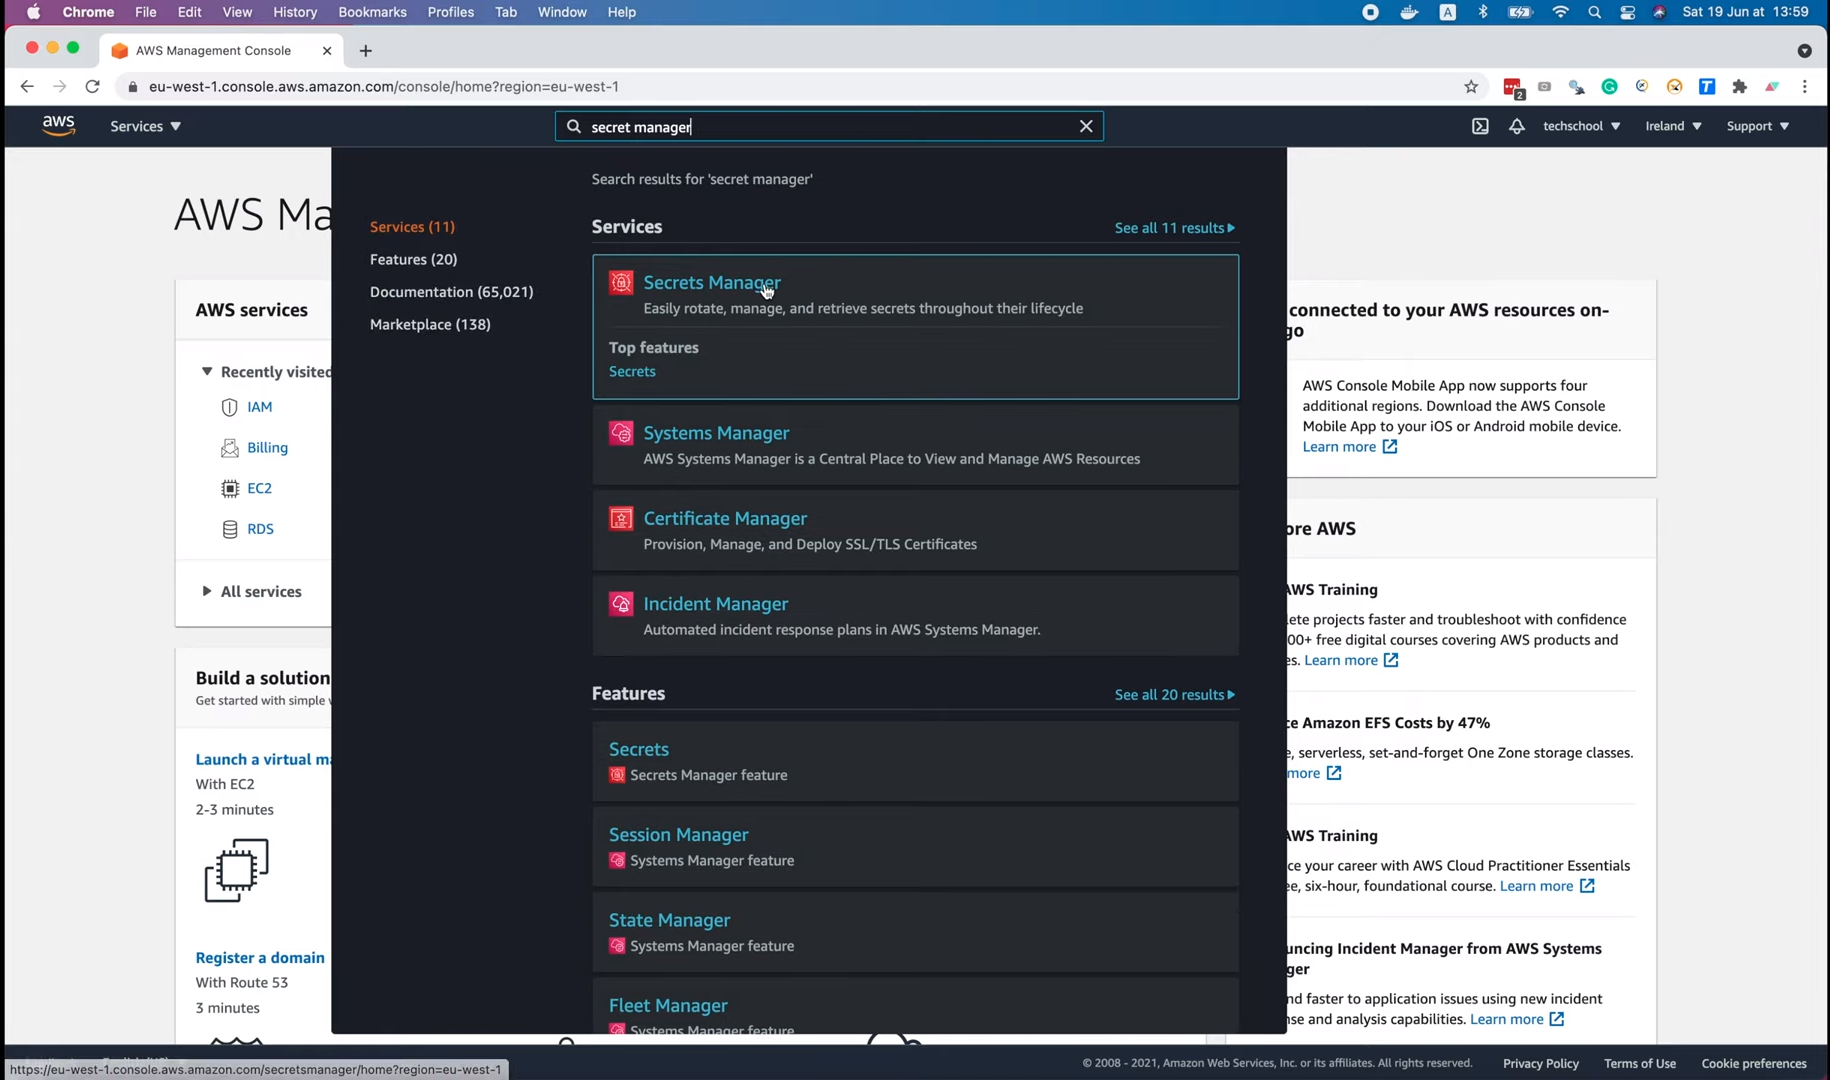 Chrome File Edit View History Bookmarks Profiles Tab Window Help
A
Sat 19 Jun at 13:59
AWS Management Console
eu-west-1.console.aws.amazon.com/console/home?region=eu-west-1
2
T
aws
Services
secret manager
techschool
Ireland
Support
Search results for 'secret manager'
AWS Ma
Services (11)
Features (20)
Documentation (65,021)
Marketplace (138)
Services
See all 11 results
Secrets Manager
Easily rotate, manage, and retrieve secrets throughout their lifecycle
Top features
Secrets
Systems Manager
AWS Systems Manager is a Central Place to View and Manage AWS Resources
Certificate Manager
Provision, Manage, and Deploy SSL/TLS Certificates
Incident Manager
Automated incident response plans in AWS Systems Manager.
Features
See all 20 results
Secrets
Secrets Manager feature
Session Manager
Systems Manager feature
State Manager
Systems Manager feature
Fleet Manager
Systems Manager feature
AWS services
Recently visited
IAM
Billing
EC2
RDS
All services
Build a solution
Get started with simple
Launch a virtual ma
With EC2
2-3 minutes
Register a domain
With Route 53
3 minutes
connected to your AWS resources on-
go
AWS Console Mobile App now supports four
additional regions. Download the AWS Console
Mobile App to your iOS or Android mobile device.
Learn more
ore AWS
AWS Training
ete projects faster and troubleshoot with confidence
00+ free digital courses covering AWS products and
es. Learn more
ce Amazon EFS Costs by 47%
e, serverless, set-and-forget One Zone storage classes.
more
AWS Training
ce your career with AWS Cloud Practitioner Essentials
ee, six-hour, foundational course. Learn more
uncing Incident Manager from AWS Systems
ger
nd faster to application issues using new incident
nse and analysis capabilities. Learn more
https://eu-west-1.console.aws.amazon.com/secretsmanager/home?region=eu-west-1
© 2008 - 2021, Amazon Web Services, Inc. or its affiliates. All rights reserved.
Privacy Policy
Terms of Use
Cookie preferences